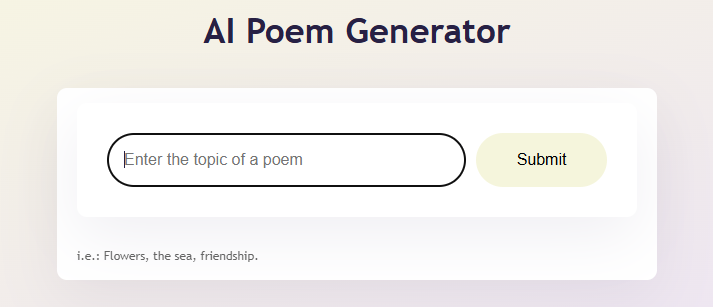 AI Poem Generator
Enter the topic of a poem
Submit
i.e.: Flowers, the sea, friendship.